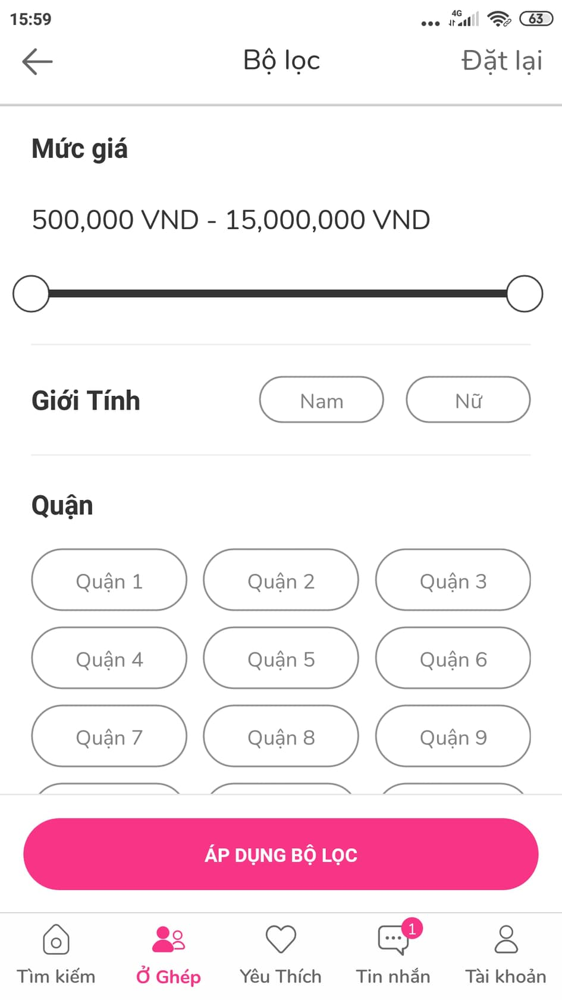 15:59
4G
63
Bộ lọc
Đặt lại
Mức giá
500,000 VND - 15,000,000 VND
Giới Tính
Nam
Nữ
Quận
Quận 1
Quận 2
Quận 3
Quận 4
Quận 5
Quận 6
Quận 7
Quận 8
Quận 9
ÁP DỤNG BỘ LỌC
1
Tìm kiếm
Ở Ghép
Yêu Thích
Tin nhắn
Tài khoản